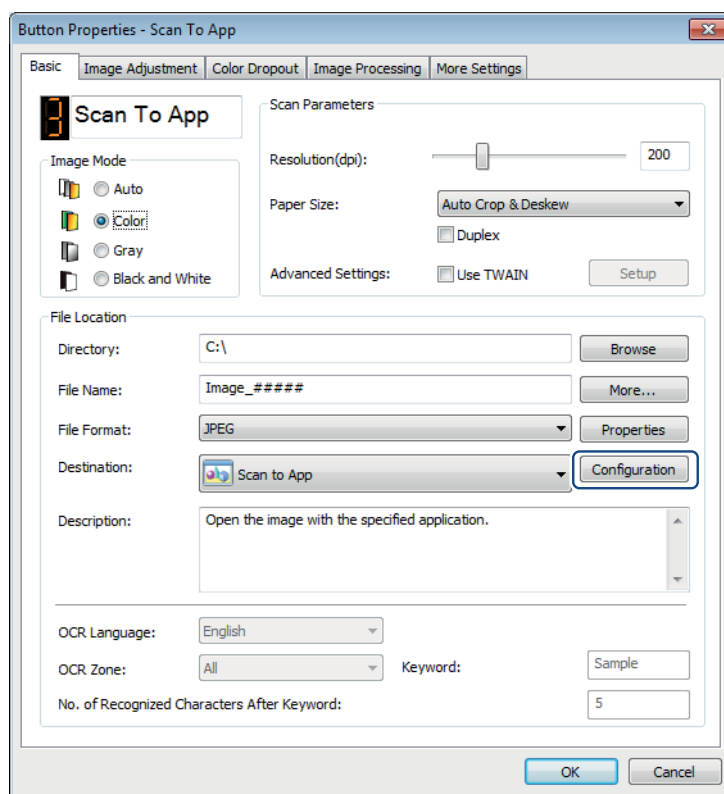 Button Properties - Scan To App
Basic Image Adjustment Color Dropout Image Processing More Settings
3 Scan To App
Image Mode
Auto
Color
Gray
Black and White
Scan Parameters
Resolution(dpi): 200
Paper Size: Auto Crop & Deskew
Duplex
Advanced Settings: Use TWAIN Setup
File Location
Directory: C:\ Browse
File Name: Image_##### More...
File Format: JPEG Properties
Destination: Scan to App Configuration
Description: Open the image with the specified application.
OCR Language: English
OCR Zone: All Keyword: Sample
No. of Recognized Characters After Keyword: 5
OK Cancel